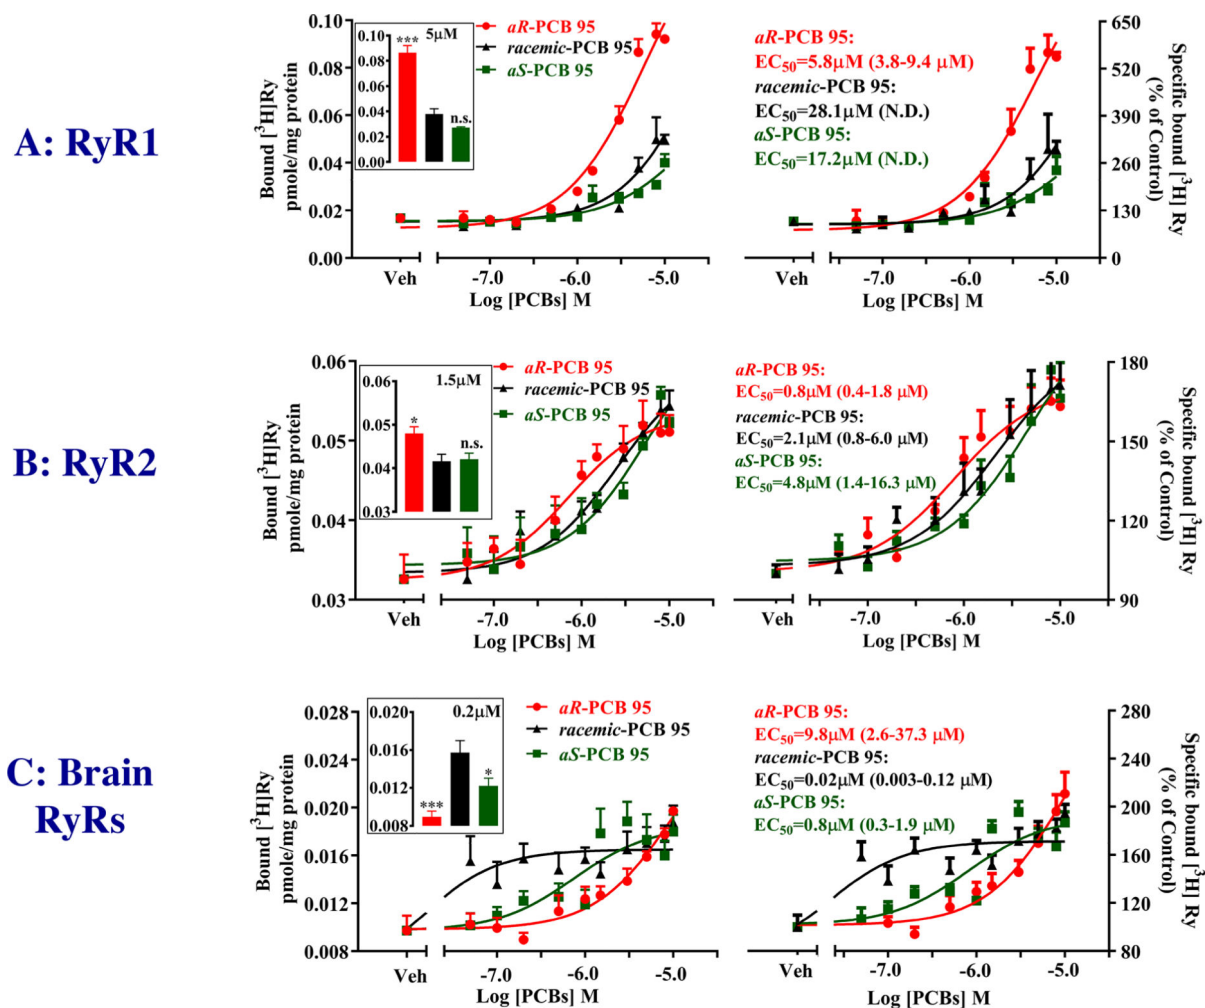 A: RyR1
Bound [³H]Ry
pmole/mg protein
0.10
0.08
0.06
0.04
0.02
0.00
0.10
0.08
0.06
0.04
0.02
0.00
***
5μM
n.s.
aR-PCB 95
racemic-PCB 95
aS-PCB 95
Veh
-7.0
-6.0
-5.0
Log [PCBs] M
aR-PCB 95:
EC₅₀=5.8μM (3.8-9.4 μM)
racemic-PCB 95:
EC₅₀=28.1μM (N.D.)
aS-PCB 95:
EC₅₀=17.2μM (N.D.)
650
520
390
260
130
0
Specific bound [³H] Ry
(% of Control)
Veh
-7.0
-6.0
-5.0
Log [PCBs] M
B: RyR2
Bound [³H] Ry
pmole/mg protein
0.06
0.05
0.04
0.03
0.06
0.05
0.04
0.03
*
1.5μM
n.s.
aR-PCB 95
racemic-PCB 95
aS-PCB 95
Veh
-7.0
-6.0
-5.0
Log [PCBs] M
aR-PCB 95:
EC₅₀=0.8μM (0.4-1.8 μM)
racemic-PCB 95:
EC₅₀=2.1μM (0.8-6.0 μM)
aS-PCB 95:
EC₅₀=4.8μM (1.4-16.3 μM)
180
150
120
90
Specific bound [³H] Ry
(% of Control)
Veh
-7.0
-6.0
-5.0
Log [PCBs] M
C: Brain
RyRs
Bound [³H]Ry
pmole/mg protein
0.028
0.024
0.020
0.016
0.012
0.008
0.020
0.016
0.012
0.008
***
0.2μM
*
aR-PCB 95
racemic-PCB 95
aS-PCB 95
Veh
-7.0
-6.0
-5.0
Log [PCBs] M
aR-PCB 95:
EC₅₀=9.8μM (2.6-37.3 μM)
racemic-PCB 95:
EC₅₀=0.02μM (0.003-0.12 μM)
aS-PCB 95:
EC₅₀=0.8μM (0.3-1.9 μM)
280
240
200
160
120
80
Specific bound [³H] Ry
(% of Control)
Veh
-7.0
-6.0
-5.0
Log [PCBs] M